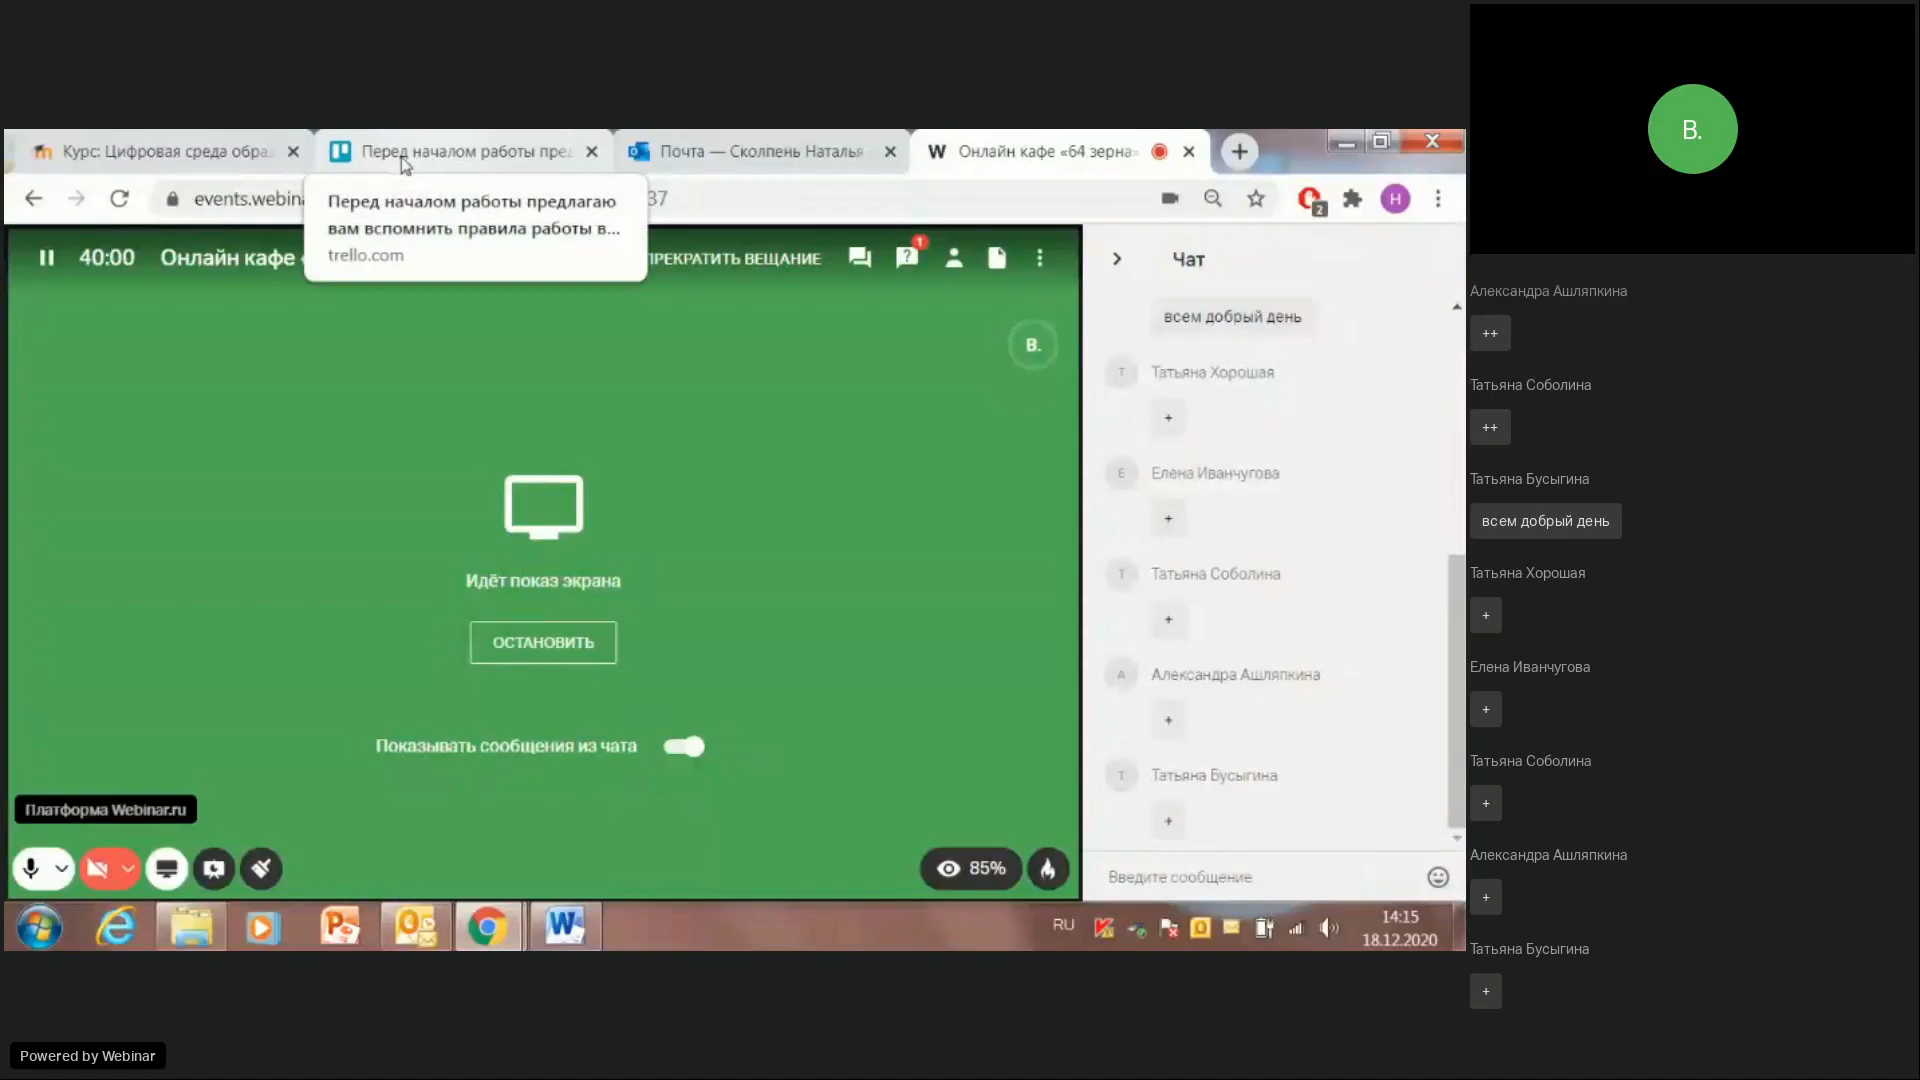 Курс: Цифровая среда обра
Перед началом работы пред
Почта — Сколпень Наталья
W Онлайн кафе «64 зерна»
events.webina
37
2
H
Перед началом работы предлагаю
вам вспомнить правила работы в...
trello.com
40:00 Онлайн кафе
ПРЕКРАТИТЬ ВЕЩАНИЕ
1
B.
Идёт показ экрана
ОСТАНОВИТЬ
Показывать сообщения из чата
Платформа Webinar.ru
85%
Чат
всем добрый день
Т Татьяна Хорошая
+
Е Елена Иванчугова
+
Т Татьяна Соболина
+
А Александра Ашляпкина
+
Т Татьяна Бусыгина
+
Введите сообщение
RU
14:15
18.12.2020
B.
Александра Ашляпкина
++
Татьяна Соболина
++
Татьяна Бусыгина
всем добрый день
Татьяна Хорошая
+
Елена Иванчугова
+
Татьяна Соболина
+
Александра Ашляпкина
+
Татьяна Бусыгина
+
Powered by Webinar